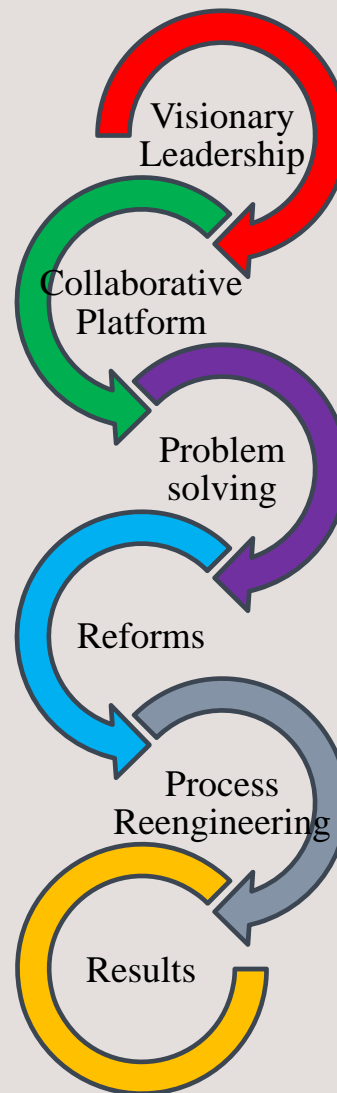 Visionary
Leadership
Collaborative
Platform
Problem
solving
Reforms
Process
Reengineering
Results